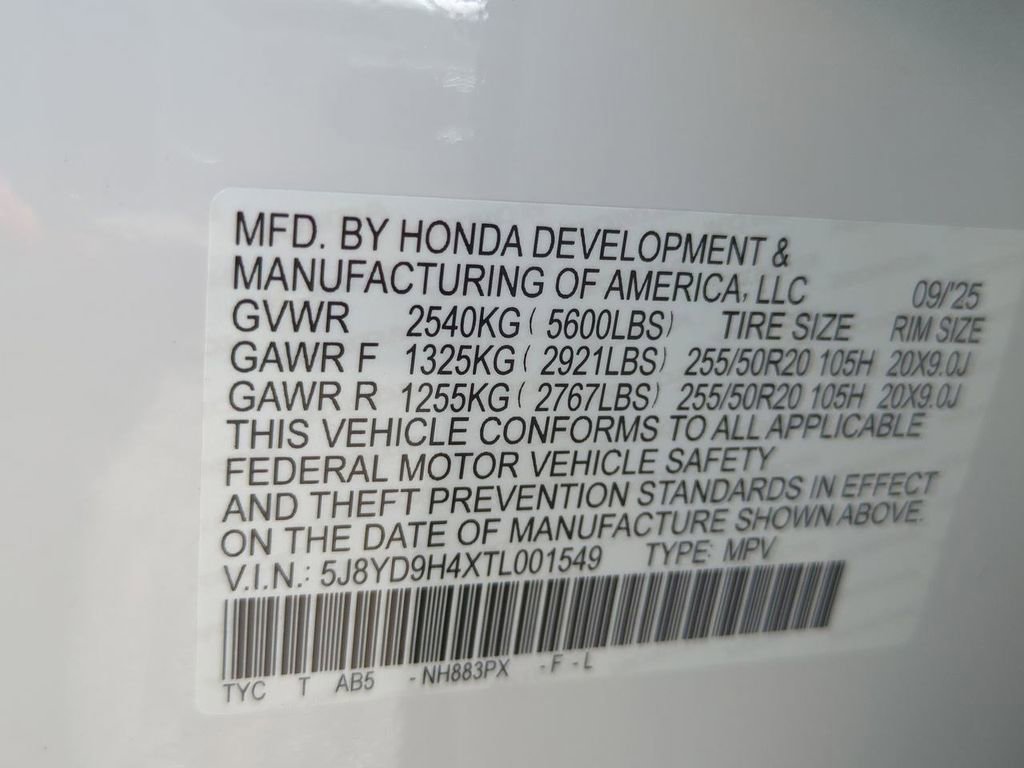 MFD. BY HONDA DEVELOPMENT &
MANUFACTURING OF AMERICA, LLC 09/'25
GVWR 2540KG ( 5600LBS) TIRE SIZE RIM SIZE
GAWR F 1325KG ( 2921LBS) 255/50R20 105H 20X9.0J
GAWR R 1255KG ( 2767LBS) 255/50R20 105H 20X9.0J
THIS VEHICLE CONFORMS TO ALL APPLICABLE
FEDERAL MOTOR VEHICLE SAFETY
AND THEFT PREVENTION STANDARDS IN EFFECT
ON THE DATE OF MANUFACTURE SHOWN ABOVE.
V.I.N.: 5J8YD9H4XTL001549 TYPE: MPV
TYC T AB5 - NH883PX - F - L